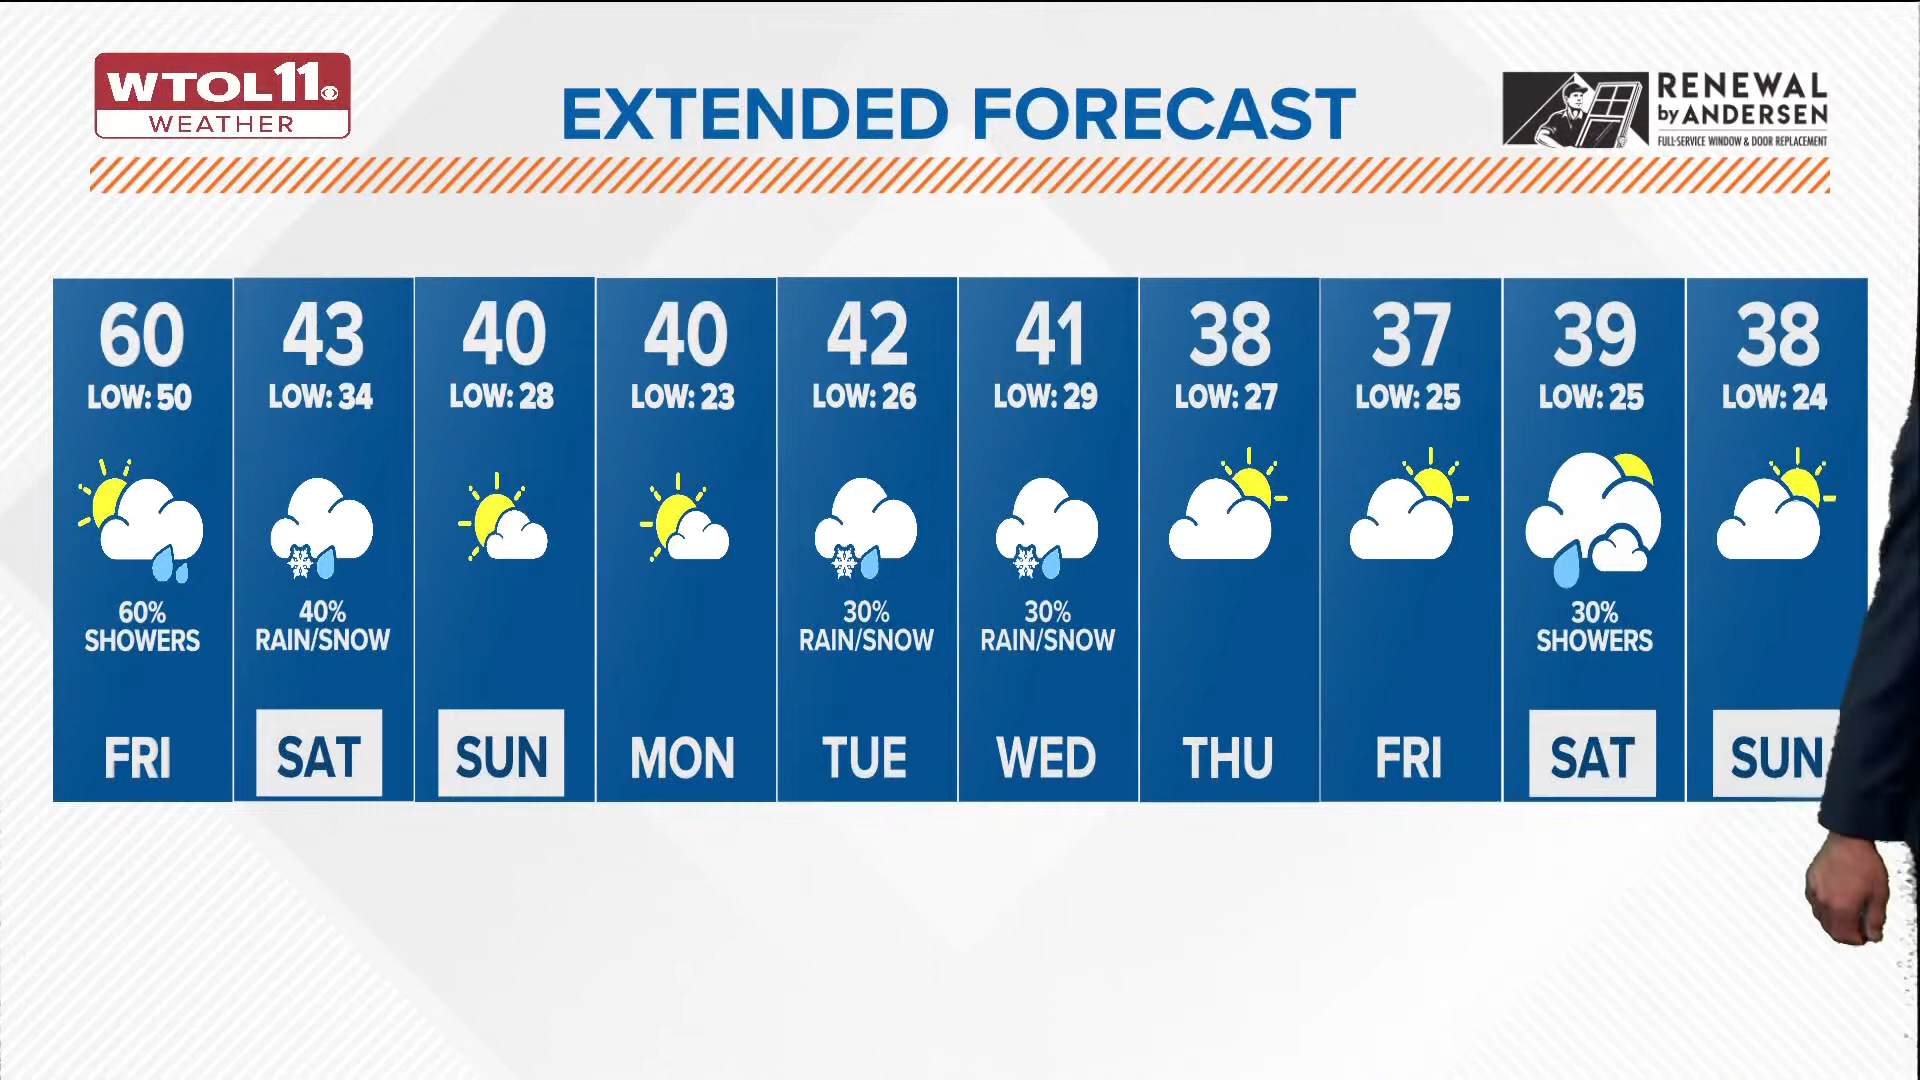 WTOL11
WEATHER
EXTENDED FORECAST
RENEWAL
by ANDERSEN
FULL-SERVICE WINDOW & DOOR REPLACEMENT
60
LOW: 50
60%
SHOWERS
FRI
43
LOW: 34
40%
RAIN/SNOW
SAT
40
LOW: 28
SUN
40
LOW: 23
MON
42
LOW: 26
30%
RAIN/SNOW
TUE
41
LOW: 29
30%
RAIN/SNOW
WED
38
LOW: 27
THU
37
LOW: 25
FRI
39
LOW: 25
30%
SHOWERS
SAT
38
LOW: 24
SUN